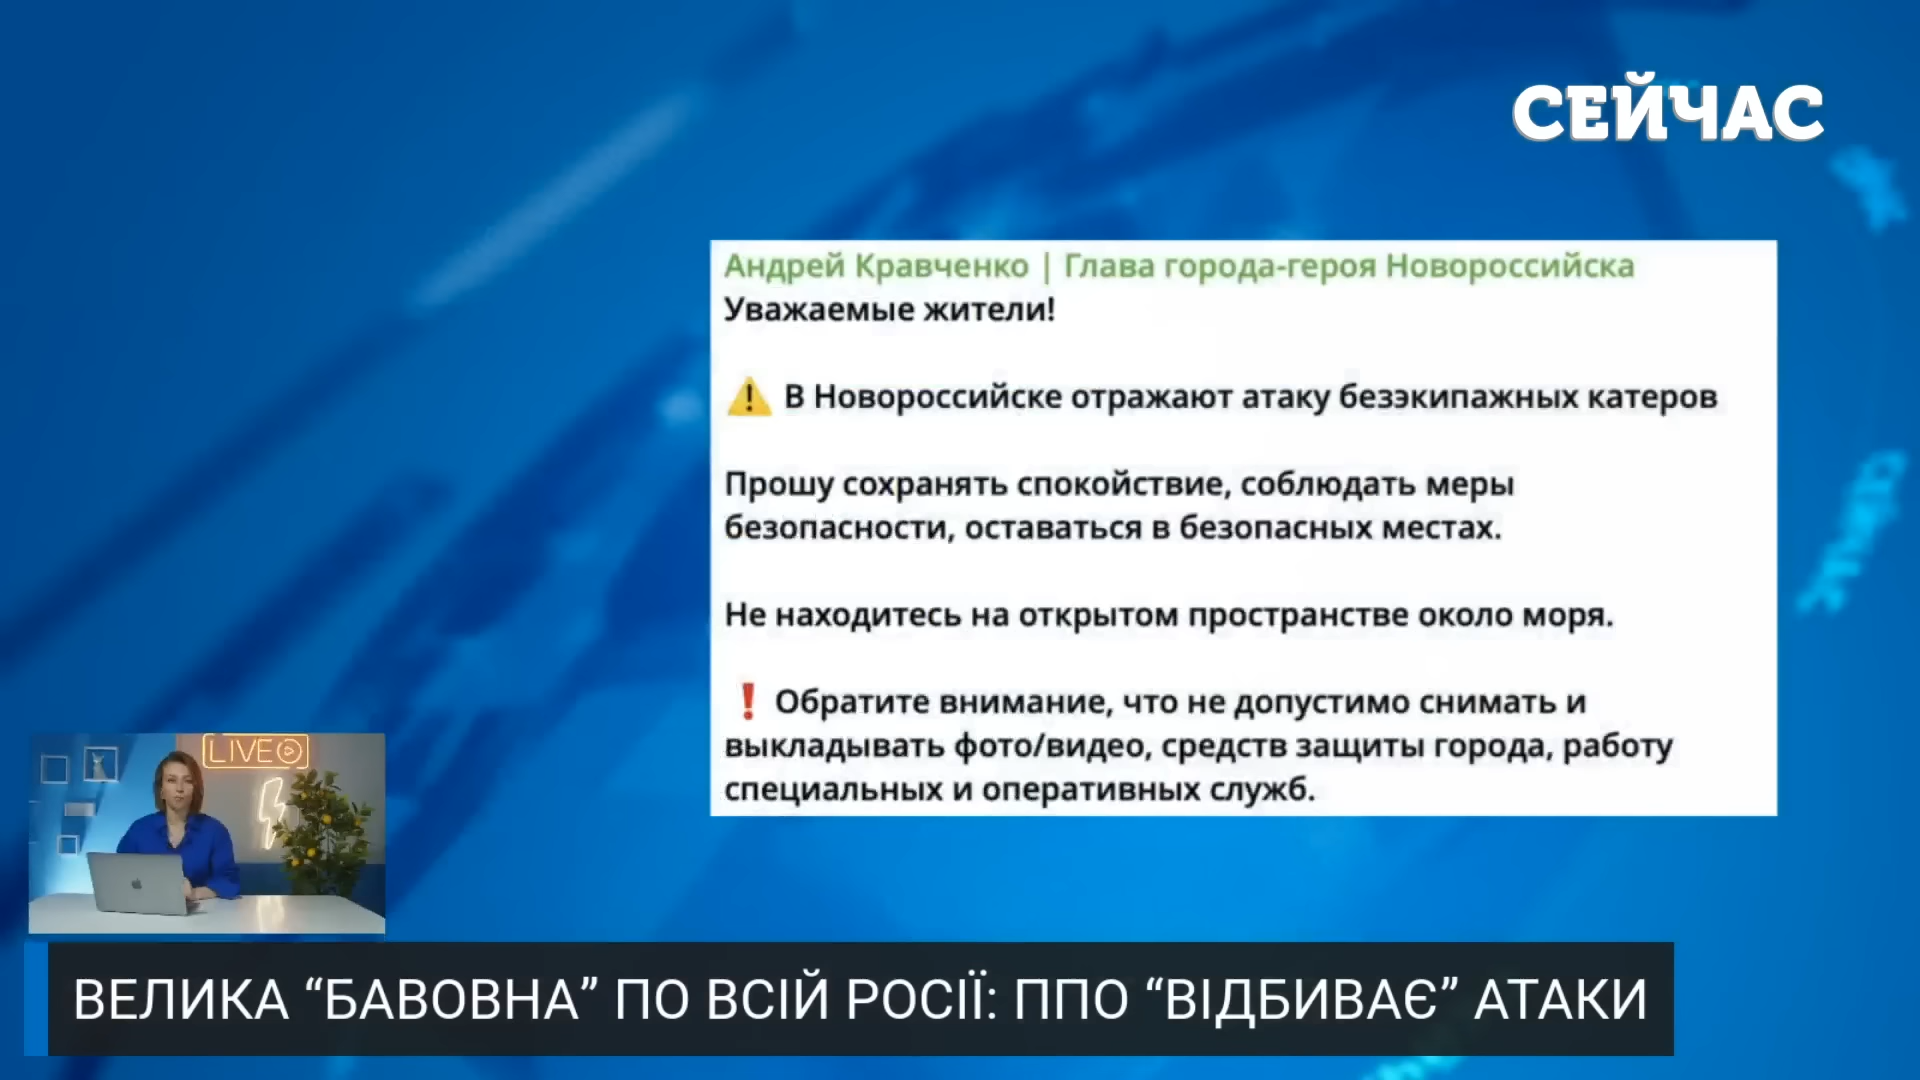 СЕЙЧАС
Андрей Кравченко | Глава города-героя Новороссийска
Уважаемые жители!
⚠️ В Новороссийске отражают атаку безэкипажных катеров
Прошу сохранять спокойствие, соблюдать меры
безопасности, оставаться в безопасных местах.
Не находитесь на открытом пространстве около моря.
❗ Обратите внимание, что не допустимо снимать и
выкладывать фото/видео, средств защиты города, работу
специальных и оперативных служб.
LIVE
ВЕЛИКА “БАВОВНА” ПО ВСІЙ РОСІЇ: ППО “ВІДБИВАЄ” АТАКИ